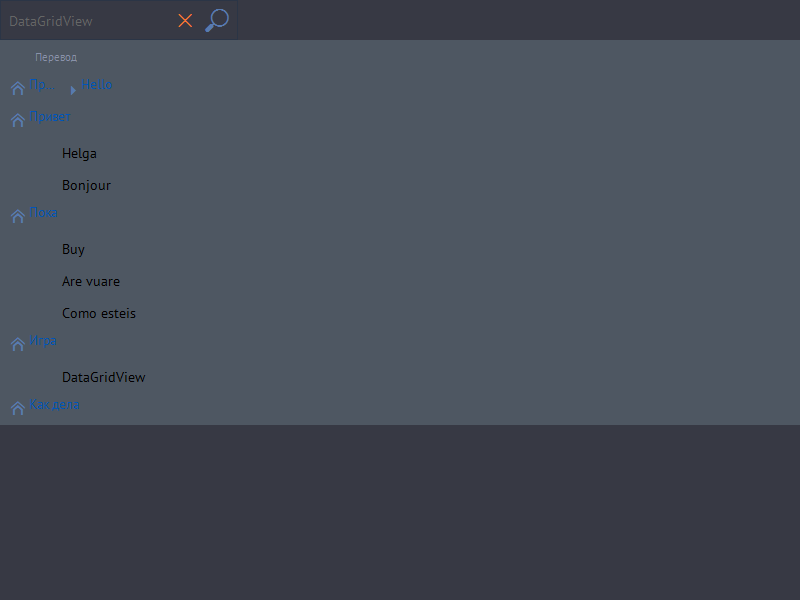 DataGridView
Перевод
Пр... Hello
Привет
Helga
Bonjour
Пока
Buy
Are vuare
Como esteis
Игра
DataGridView
Как дела